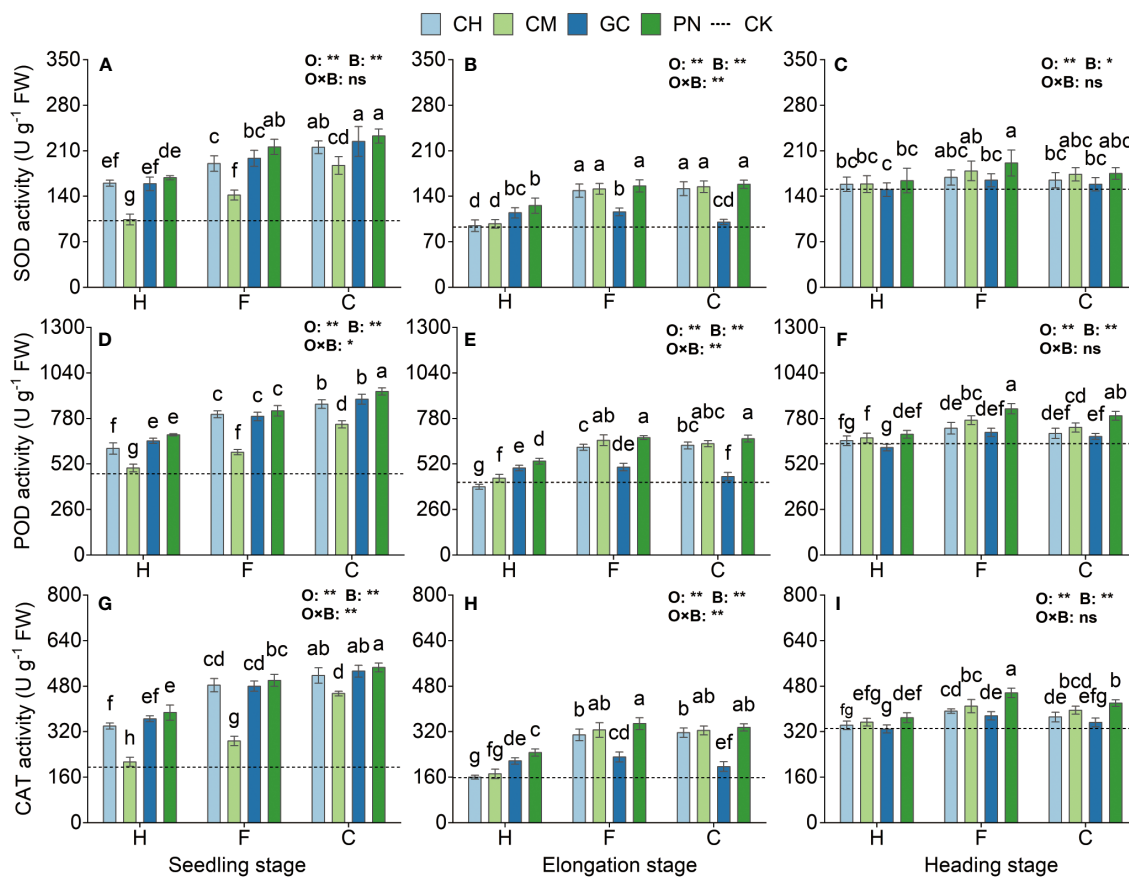 CH CM GC PN CK
SOD activity (U g-1 FW)
350
280
210
140
70
0
A
O: ** B: **
O×B: ns
ef g ef de
c f bc ab
ab cd a a
H F C
B
O: ** B: **
O×B: **
d d bc b
a a b a
a a cd a
H F C
C
O: ** B: *
O×B: ns
bc bc c bc
abc ab bc a
bc abc bc abc
H F C
POD activity (U g-1 FW)
1300
1040
780
520
260
0
D
O: ** B: **
O×B: *
f g e e
c f c c
b d b a
H F C
E
O: ** B: **
O×B: **
g f e d
c ab de a
bc abc f a
H F C
F
O: ** B: **
O×B: ns
fg f g def
def bc def a
def cd ef ab
H F C
CAT activity (U g-1 FW)
800
640
480
320
160
0
G
O: ** B: **
O×B: **
f h ef e
cd g cd bc
ab d ab a
H F C
Seedling stage
H
O: ** B: **
O×B: **
g fg de c
b ab cd a
b ab ef ab
H F C
Elongation stage
I
O: ** B: **
O×B: ns
fg efg g def
cd bc de a
de bcd efg b
H F C
Heading stage